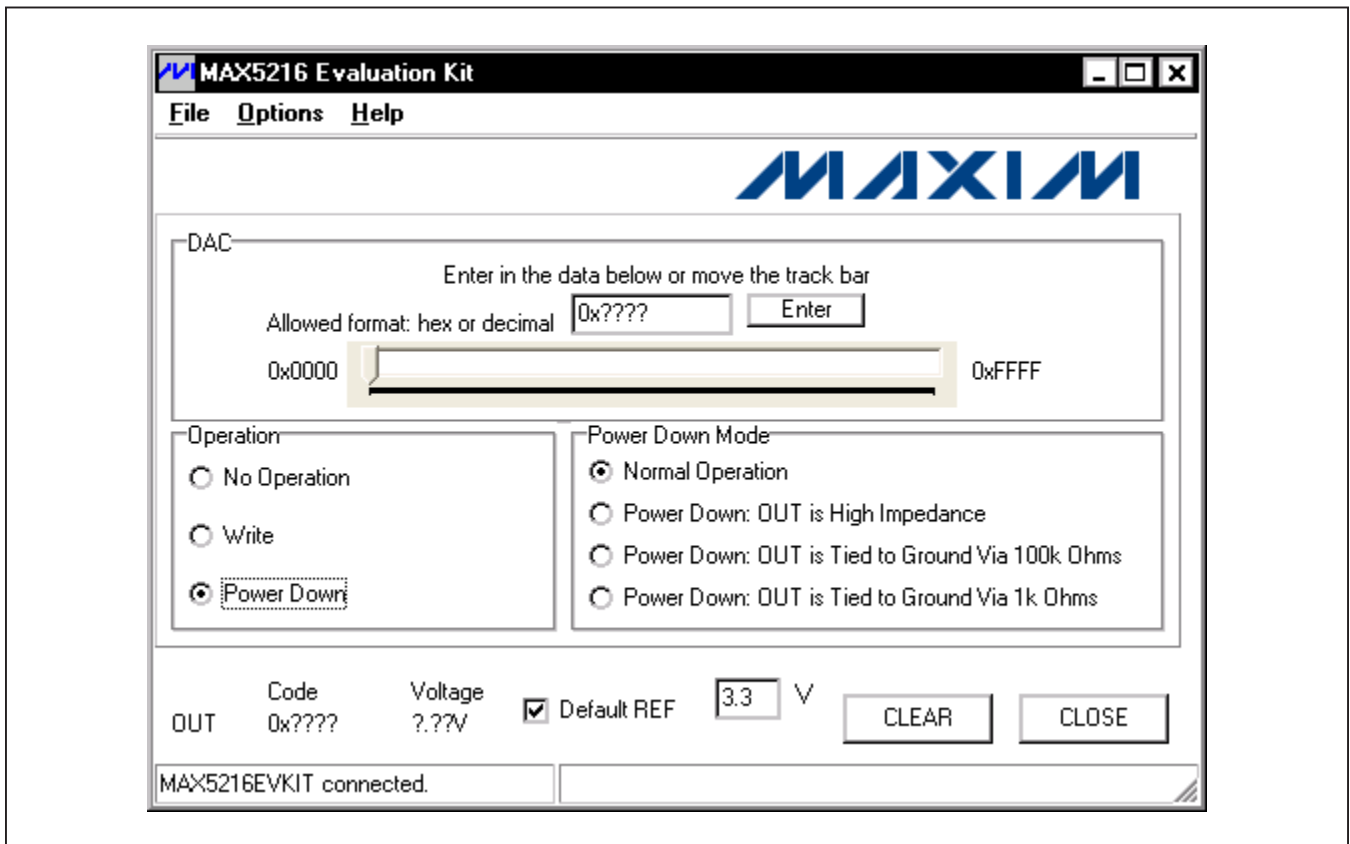 MAX5216 Evaluation Kit
File Options Help
MAXIM
DAC
Enter in the data below or move the track bar
Allowed format: hex or decimal 0x???? Enter
0x0000 0xFFFF
Operation
No Operation
Write
Power Down
Power Down Mode
Normal Operation
Power Down: OUT is High Impedance
Power Down: OUT is Tied to Ground Via 100k Ohms
Power Down: OUT is Tied to Ground Via 1k Ohms
Code Voltage
OUT 0x???? ?.??V
Default REF 3.3 V
CLEAR CLOSE
MAX5216EVKIT connected.